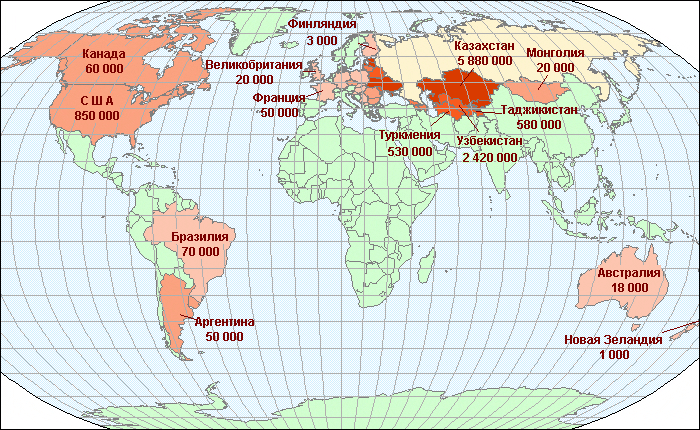 Финляндия
3 000
Канада
60 000
Великобритания
20 000
Казахстан
5 880 000
Монголия
20 000
США
850 000
Франция
50 000
Таджикистан
580 000
Туркмения
530 000
Узбекистан
2 420 000
Бразилия
70 000
Австралия
18 000
Аргентина
50 000
Новая Зеландия
1 000